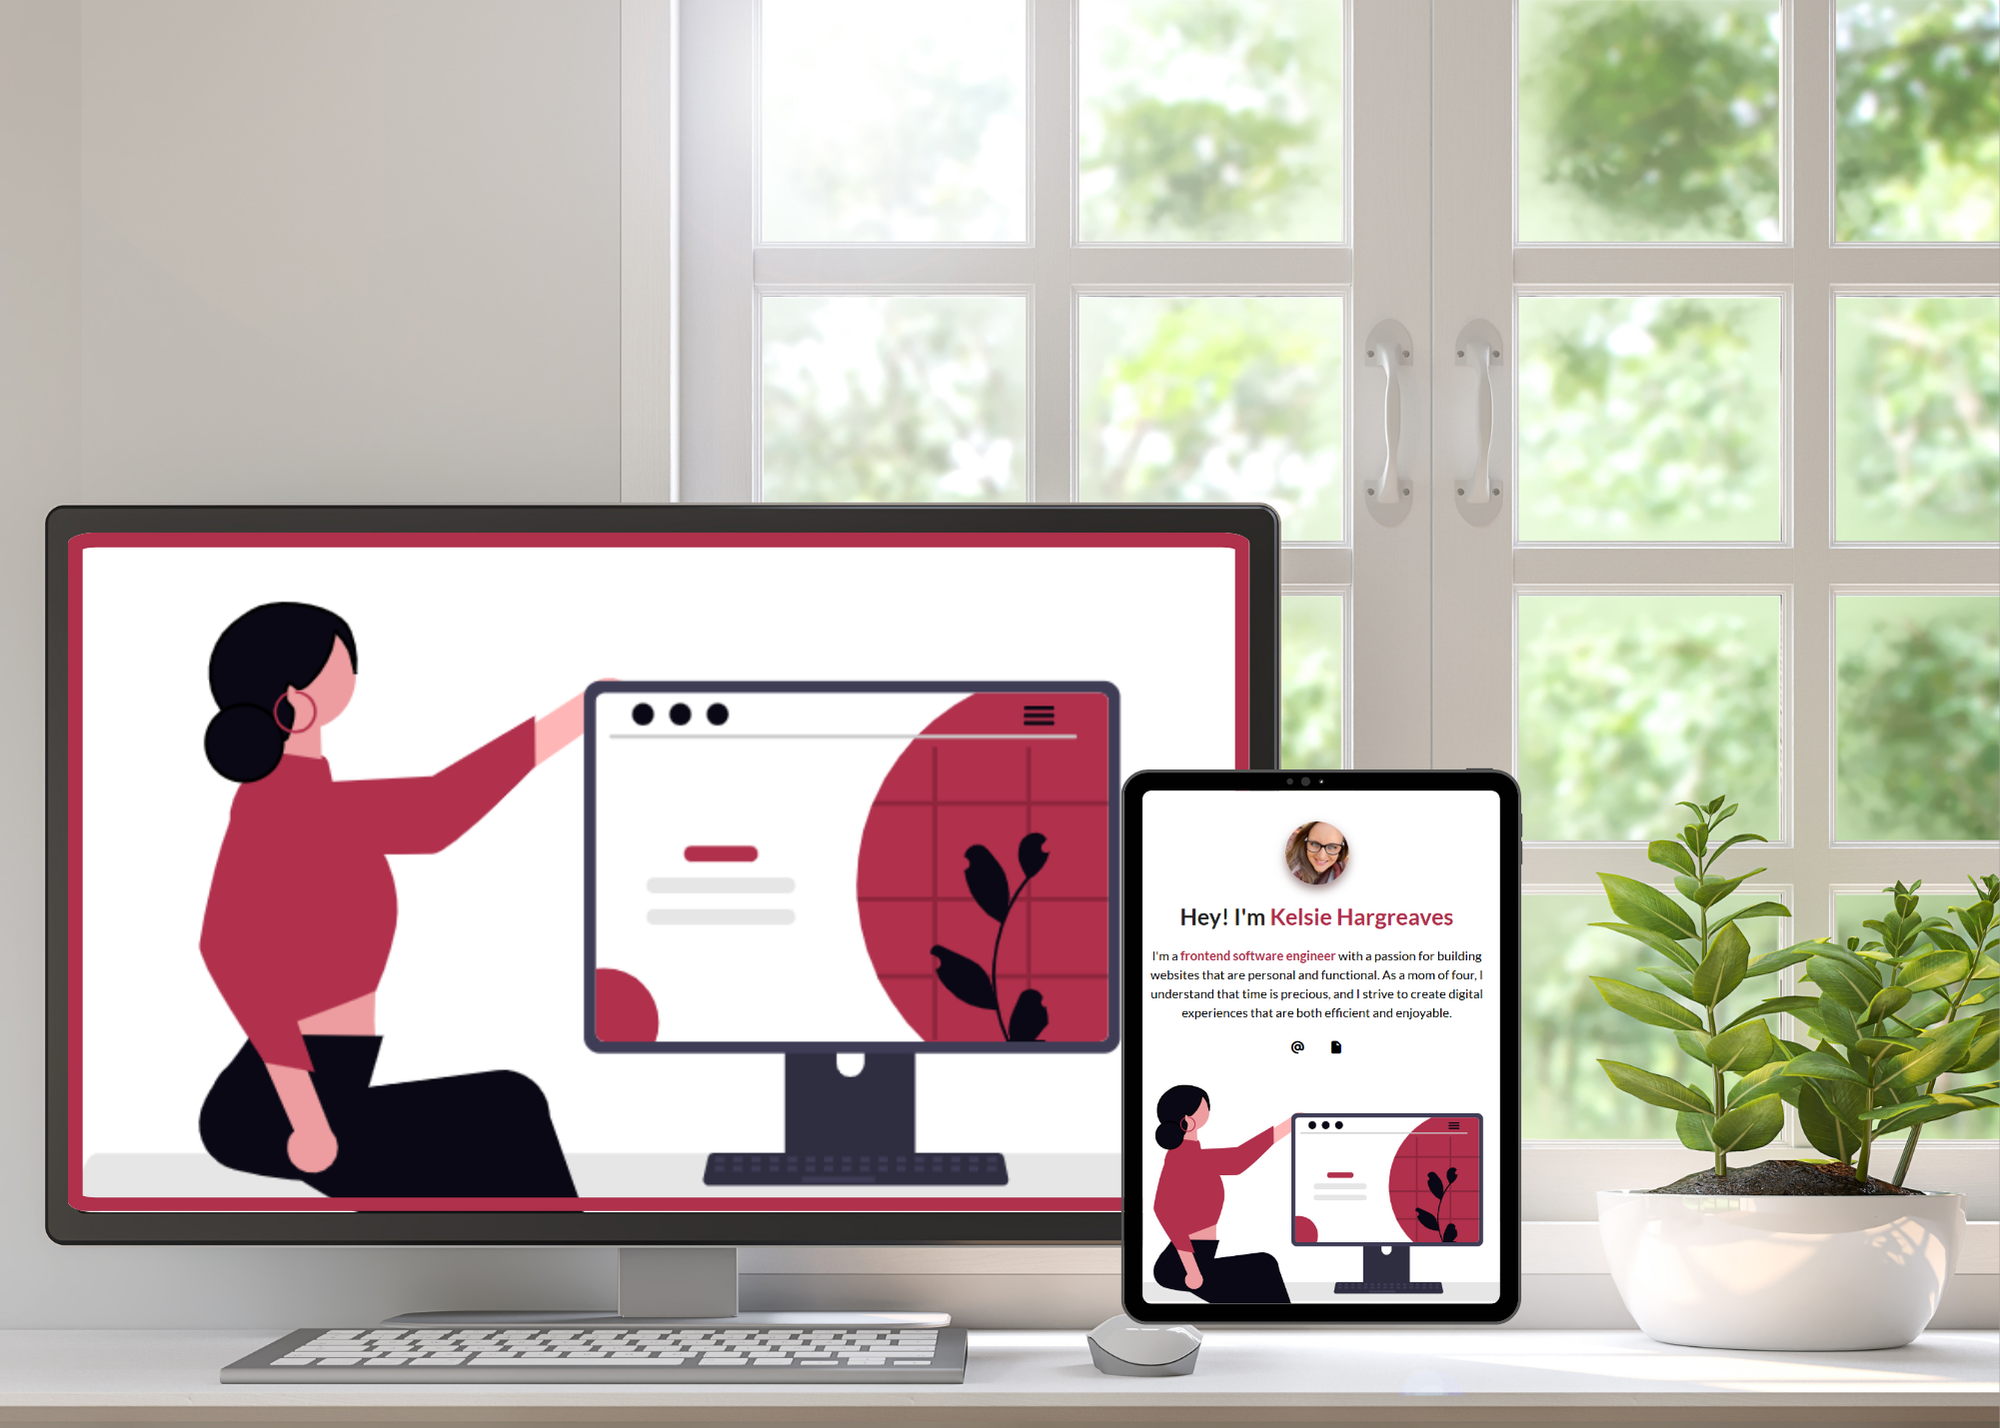 Hey! I'm Kelsie Hargreaves
I'm a frontend software engineer with a passion for building
websites that are personal and functional. As a mom of four, I
understand that time is precious, and I strive to create digital
experiences that are both efficient and enjoyable.
@